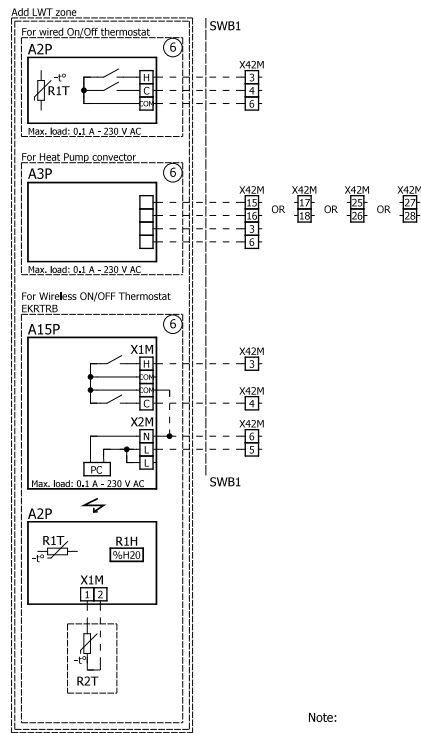 Add LWT zone
SWB1
For wired On/Off thermostat
6
A2P
X42M
-t°
R1T
H
3
C
4
COM
6
Max. load: 0.1 A - 230 V AC
For Heat Pump convector
6
A3P
X42M X42M X42M X42M
15 OR 17 OR 25 OR 27
16 18 26 28
3
6
Max. load: 0.1 A - 230 V AC
For Wireless ON/OFF Thermostat
EKRTRB
6
A15P
X1M
X42M
H
3
COM
COM
X42M
C
4
X2M
X42M
N
6
L
5
L
PC
Max. load: 0.1 A - 230 V AC
SWB1
A2P
R1T
R1H
-t°
%H20
X1M
1 2
-t°
R2T
Note: